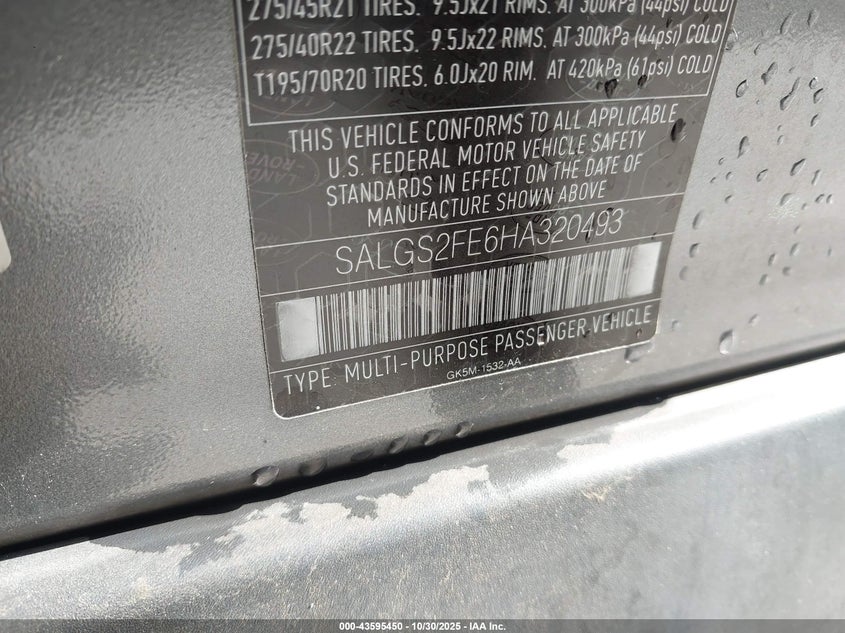 275/45R21 TIRES, 9.5Jx21 RIMS, AT 300kPa (44psi) COLD
275/40R22 TIRES, 9.5Jx22 RIMS, AT 300kPa (44psi) COLD
T195/70R20 TIRES, 6.0Jx20 RIM, AT 420kPa (61psi) COLD
THIS VEHICLE CONFORMS TO ALL APPLICABLE
U.S. FEDERAL MOTOR VEHICLE SAFETY
STANDARDS IN EFFECT ON THE DATE OF
MANUFACTURE SHOWN ABOVE
SALGS2FE6HA320493
TYPE: MULTI-PURPOSE PASSENGER VEHICLE
GK5M-1532-AA
LAND
ROVER
000-43595450 - 10/30/2025 - IAA Inc.